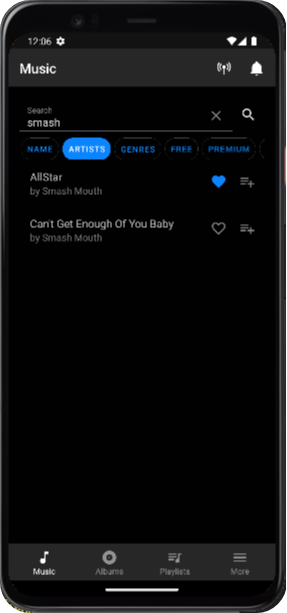 12:06
Music
Search
smash
NAME
ARTISTS
GENRES
FREE
PREMIUM
AllStar
by Smash Mouth
Can't Get Enough Of You Baby
by Smash Mouth
Music
Albums
Playlists
More